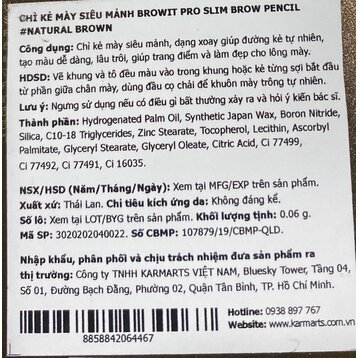 CHÌ KẺ MÀY SIÊU MẢNH BROWIT PRO SLIM BROW PENCIL
#NATURAL BROWN
Công dụng: Chì kẻ mày siêu mảnh, dạng xoay giúp đường kẻ tự nhiên,
tạo màu dễ dàng, lâu trôi, giúp trang điểm và làm đẹp cho lông mày.
HDSD: Vẽ khung và tô đều màu vào trong khung hoặc kẻ từng sợi bắt đầu
từ phần giữa chân mày, dùng đầu cọ chải để khuôn mày trông tự nhiên.
Lưu ý: Ngưng sử dụng nếu có điều gì bất thường xảy ra và hỏi ý kiến bác sĩ.
Thành phần: Hydrogenated Palm Oil, Synthetic Japan Wax, Boron Nitride,
Silica, C10-18 Triglycerides, Zinc Stearate, Tocopherol, Lecithin, Ascorbyl
Palmitate, Glyceryl Stearate, Glyceryl Oleate, Citric Acid, Ci 77499,
Ci 77492, Ci 77491, Ci 16035.
NSX/HSD (Năm/Tháng/Ngày): Xem tại MFG/EXP trên sản phẩm.
Xuất xứ: Thái Lan. Chỉ tiêu kích ứng da: Không đáng kể.
Số lô: Xem tại LOT/BYG trên sản phẩm. Khối lượng tịnh: 0.06 g.
Mã SP: 3020202040022. Số CBMP: 107879/19/CBMP-QLD.
Nhập khẩu, phân phối và chịu trách nhiệm đưa sản phẩm ra
thị trường: Công ty TNHH KARMARTS VIỆT NAM, Bluesky Tower, Tầng 04,
Số 01, Đường Bạch Đằng, Phường 02, Quận Tân Bình, TP. Hồ Chí Minh.
Hotline: 0938 897 767
Website: www.karmarts.com.vn
8858842064467